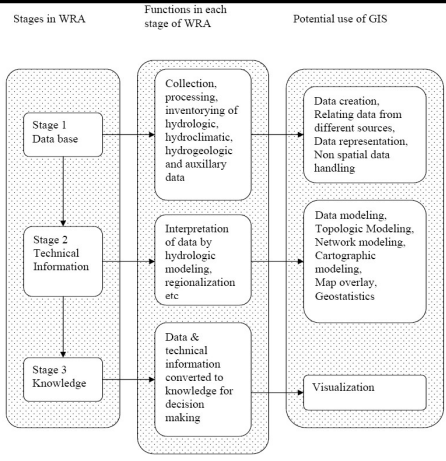 Stages in WRA
Functions in each
stage of WRA
Potential use of GIS
Stage 1
Data base
Collection,
processing,
inventorying of
hydrologic,
hydroclimatic,
hydrogeologic
and auxillary
data
Data creation,
Relating data from
different sources,
Data representation,
Non spatial data
handling
Stage 2
Technical
Information
Interpretation
of data by
hydrologic
modeling,
regionalization
etc
Data modeling,
Topologic Modeling,
Network modeling,
Cartographic
modeling,
Map overlay,
Geostatistics
Stage 3
Knowledge
Data &
technical
information
converted to
knowledge for
decision
making
Visualization